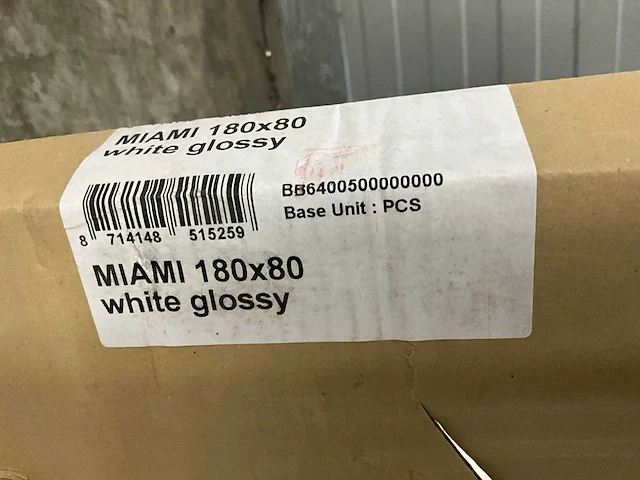 MIAMI 180x80
white glossy
BB6400500000000
Base Unit : PCS
8 714148 515259
MIAMI 180x80
white glossy